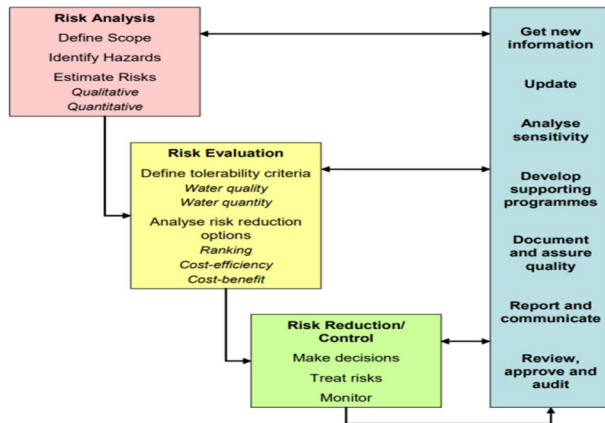 Risk Analysis
Define Scope
Identify Hazards
Estimate Risks
Qualitative
Quantitative
Risk Evaluation
Define tolerability criteria
Water quality
Water quantity
Analyse risk reduction
options
Ranking
Cost-efficiency
Cost-benefit
Risk Reduction/
Control
Make decisions
Treat risks
Monitor
Get new
information
Update
Analyse
sensitivity
Develop
supporting
programmes
Document
and assure
quality
Report and
communicate
Review,
approve and
audit